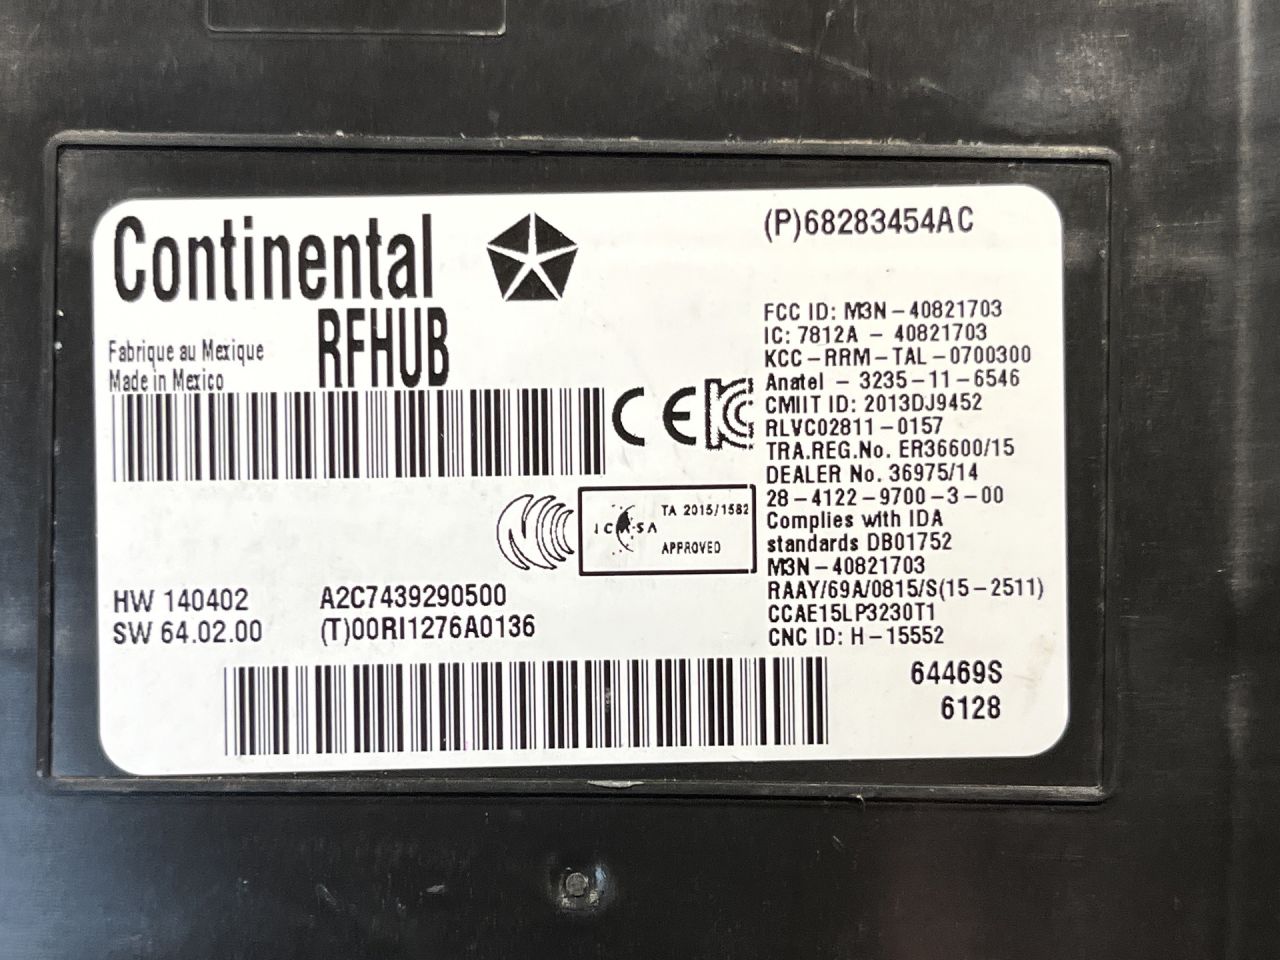 Continental
RFHUB
Fabrique au Mexique
Made in Mexico
(P)68283454AC
FCC ID: M3N-40821703
IC: 7812A - 40821703
KCC-RRM-TAL-0700300
Anatel - 3235-11-6546
CMIIT ID: 2013DJ9452
RLVC02811-0157
TRA.REG.No. ER36600/15
DEALER No. 36975/14
28-4122-9700-3-00
Complies with IDA
standards DB01752
M3N-40821703
RAAY/69A/0815/S(15-2511)
CCAE15LP3230T1
CNC ID: H-15552
CE
ICASA
TA 2015/1582
APPROVED
HW 140402
SW 64.02.00
A2C7439290500
(T)00RI1276A0136
64469S
6128